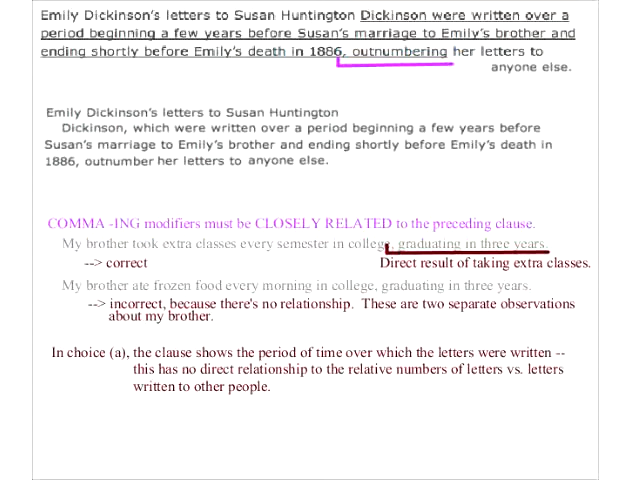 Emily Dickinson's letters to Susan Huntington Dickinson were written over a
period beginning a few years before Susan's marriage to Emily's brother and
ending shortly before Emily's death in 1886, outnumbering her letters to
anyone else.
Emily Dickinson's letters to Susan Huntington
Dickinson, which were written over a period beginning a few years before
Susan's marriage to Emily's brother and ending shortly before Emily's death in
1886, outnumber her letters to anyone else.
COMMA -ING modifiers must be CLOSELY RELATED to the preceding clause.
My brother took extra classes every semester in college, graduating in three years.
--> correct Direct result of taking extra classes.
My brother ate frozen food every morning in college, graduating in three years.
--> incorrect, because there's no relationship. These are two separate observations
about my brother.
In choice (a), the clause shows the period of time over which the letters were written --
this has no direct relationship to the relative numbers of letters vs. letters
written to other people.